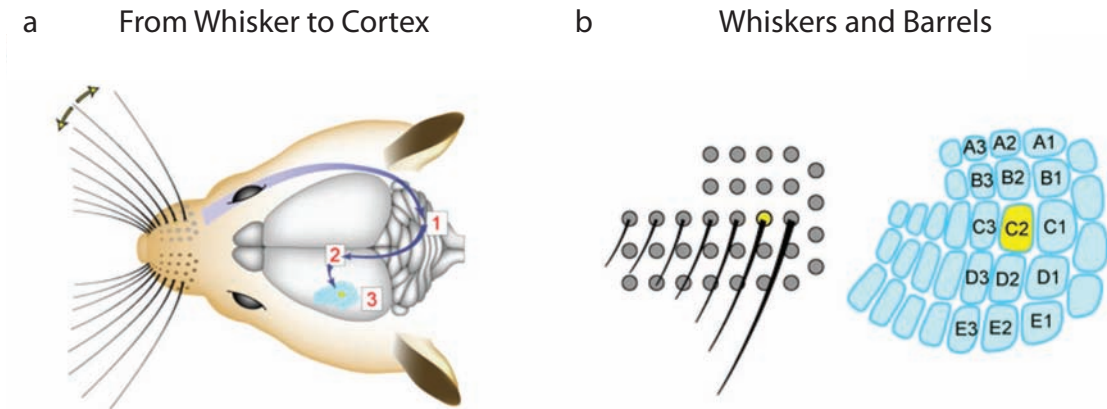 a From Whisker to Cortex
b Whiskers and Barrels
1
2
3
A3 A2 A1
B3 B2 B1
C3 C2 C1
D3 D2 D1
E3 E2 E1